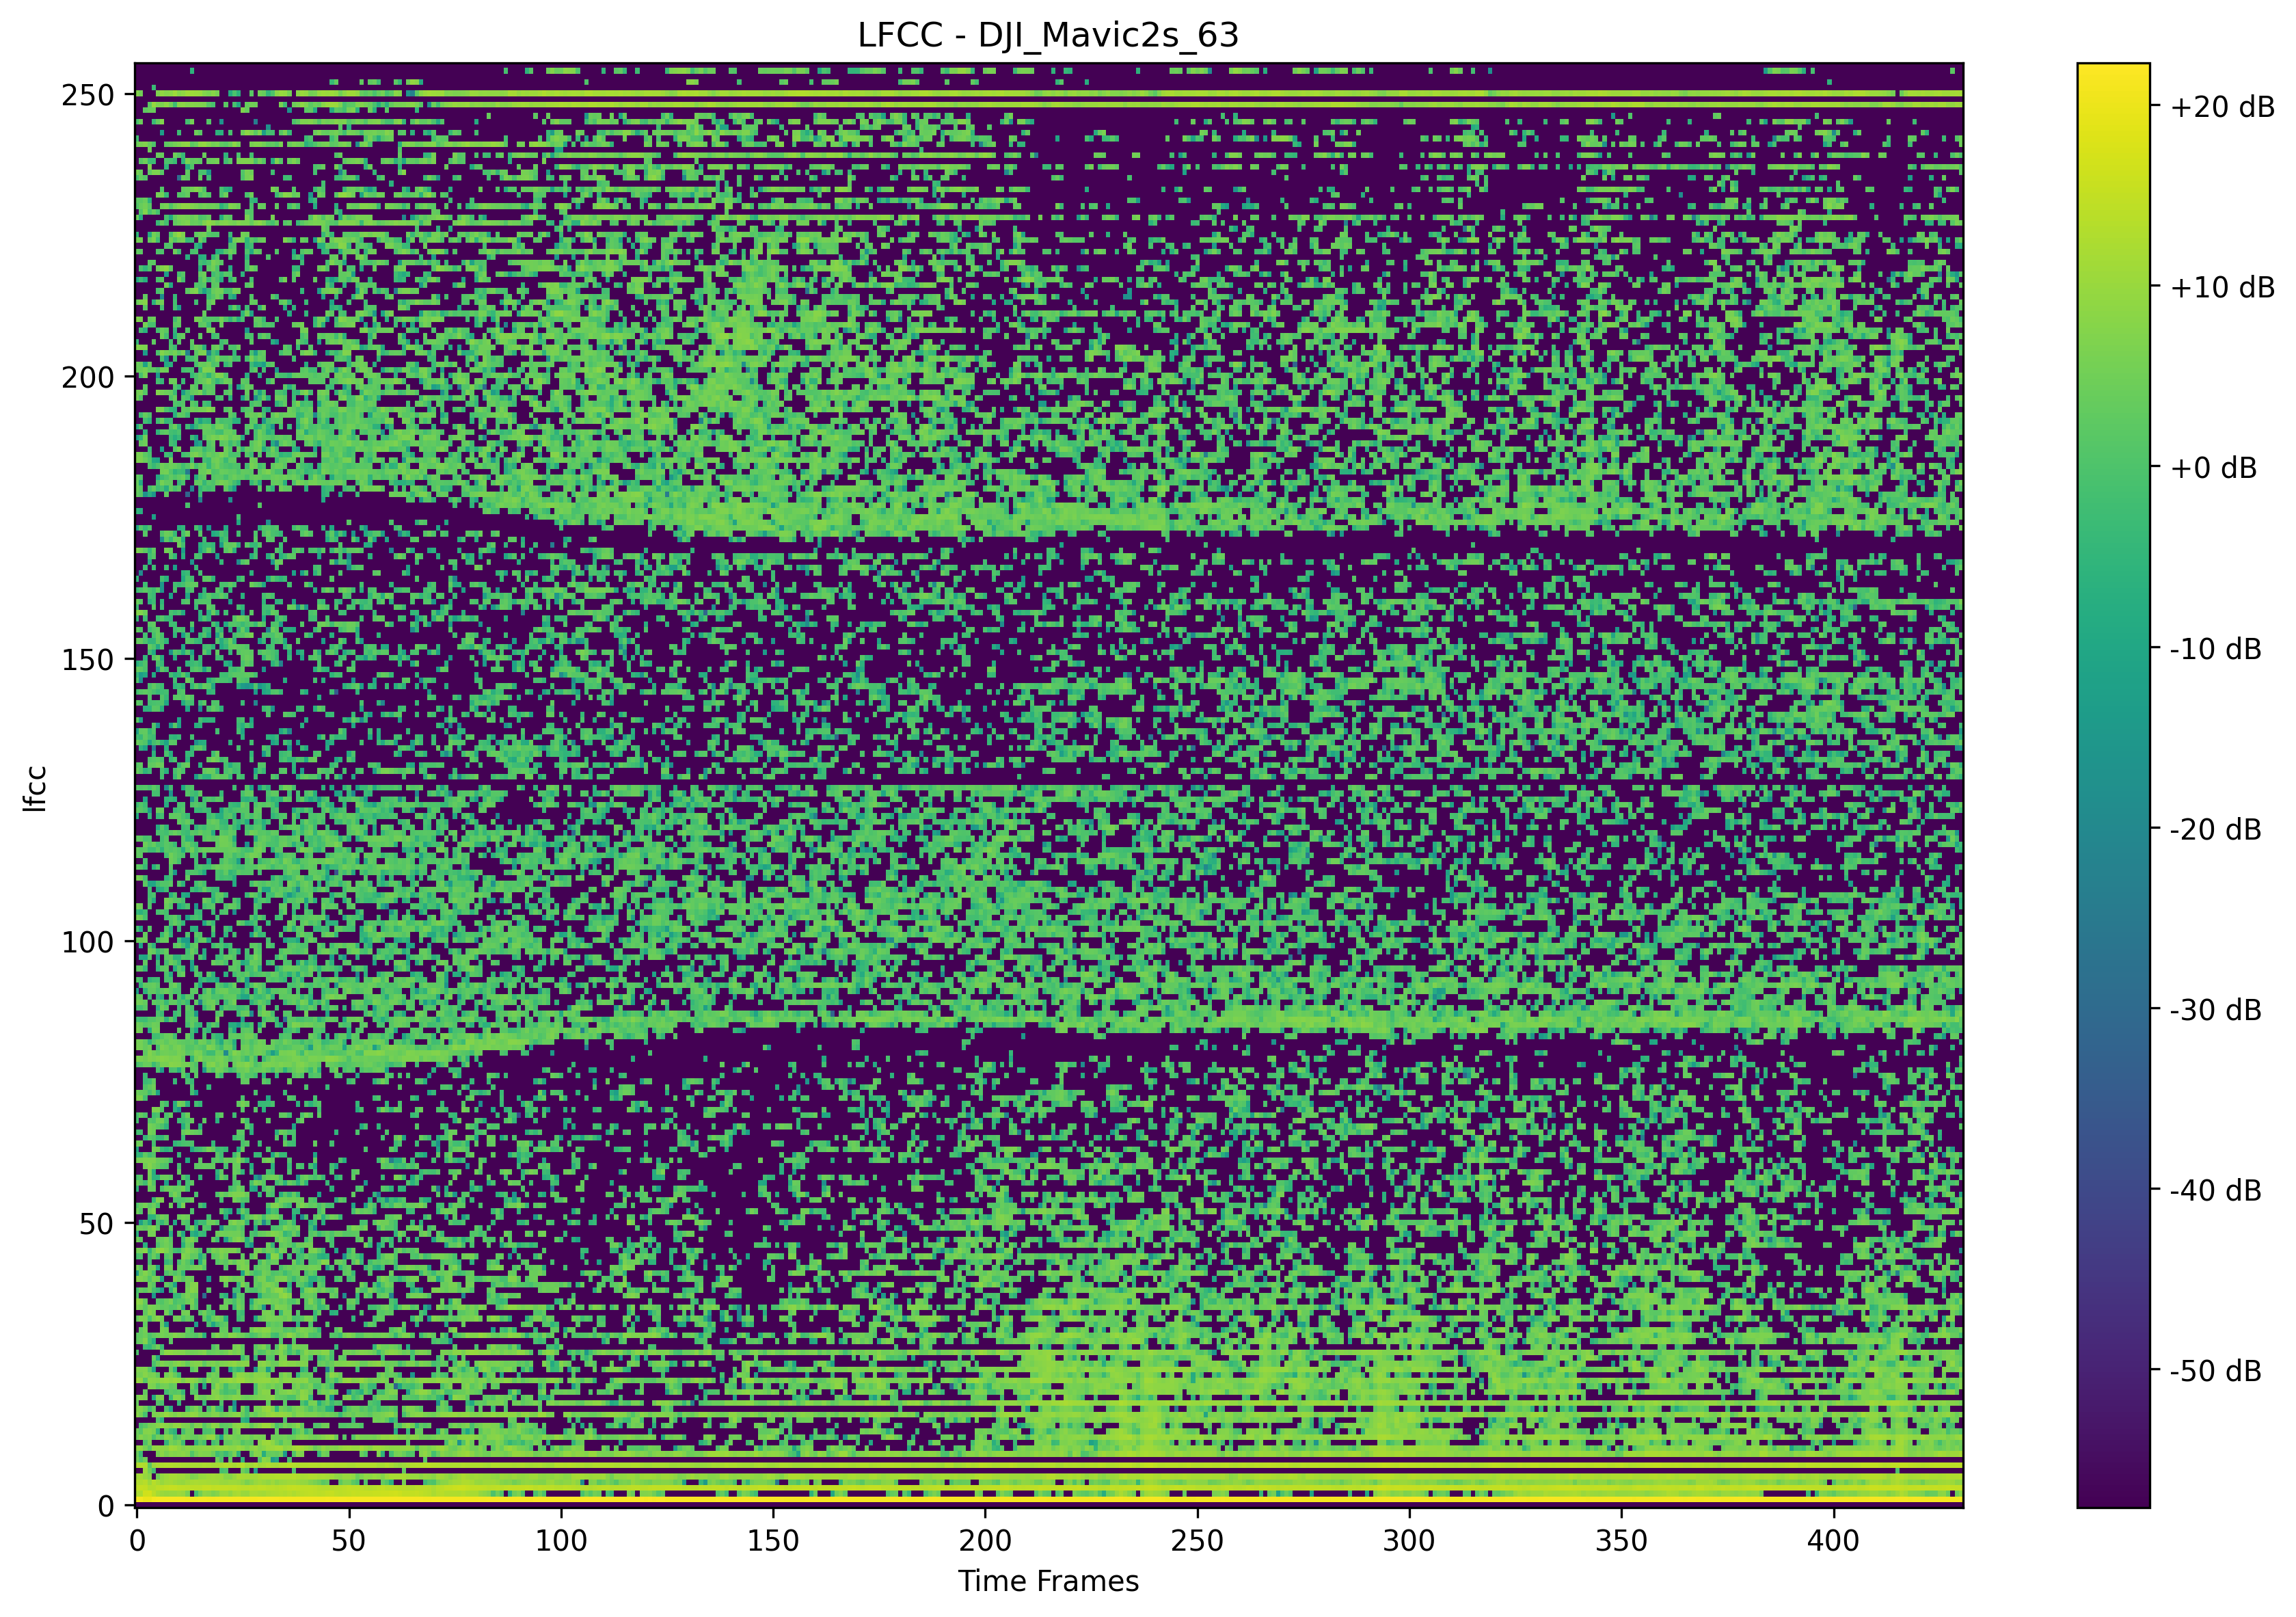 LFCC - DJI_Mavic2s_63
lfcc
250
200
150
100
50
0
0 50 100 150 200 250 300 350 400
Time Frames
+20 dB
+10 dB
+0 dB
-10 dB
-20 dB
-30 dB
-40 dB
-50 dB